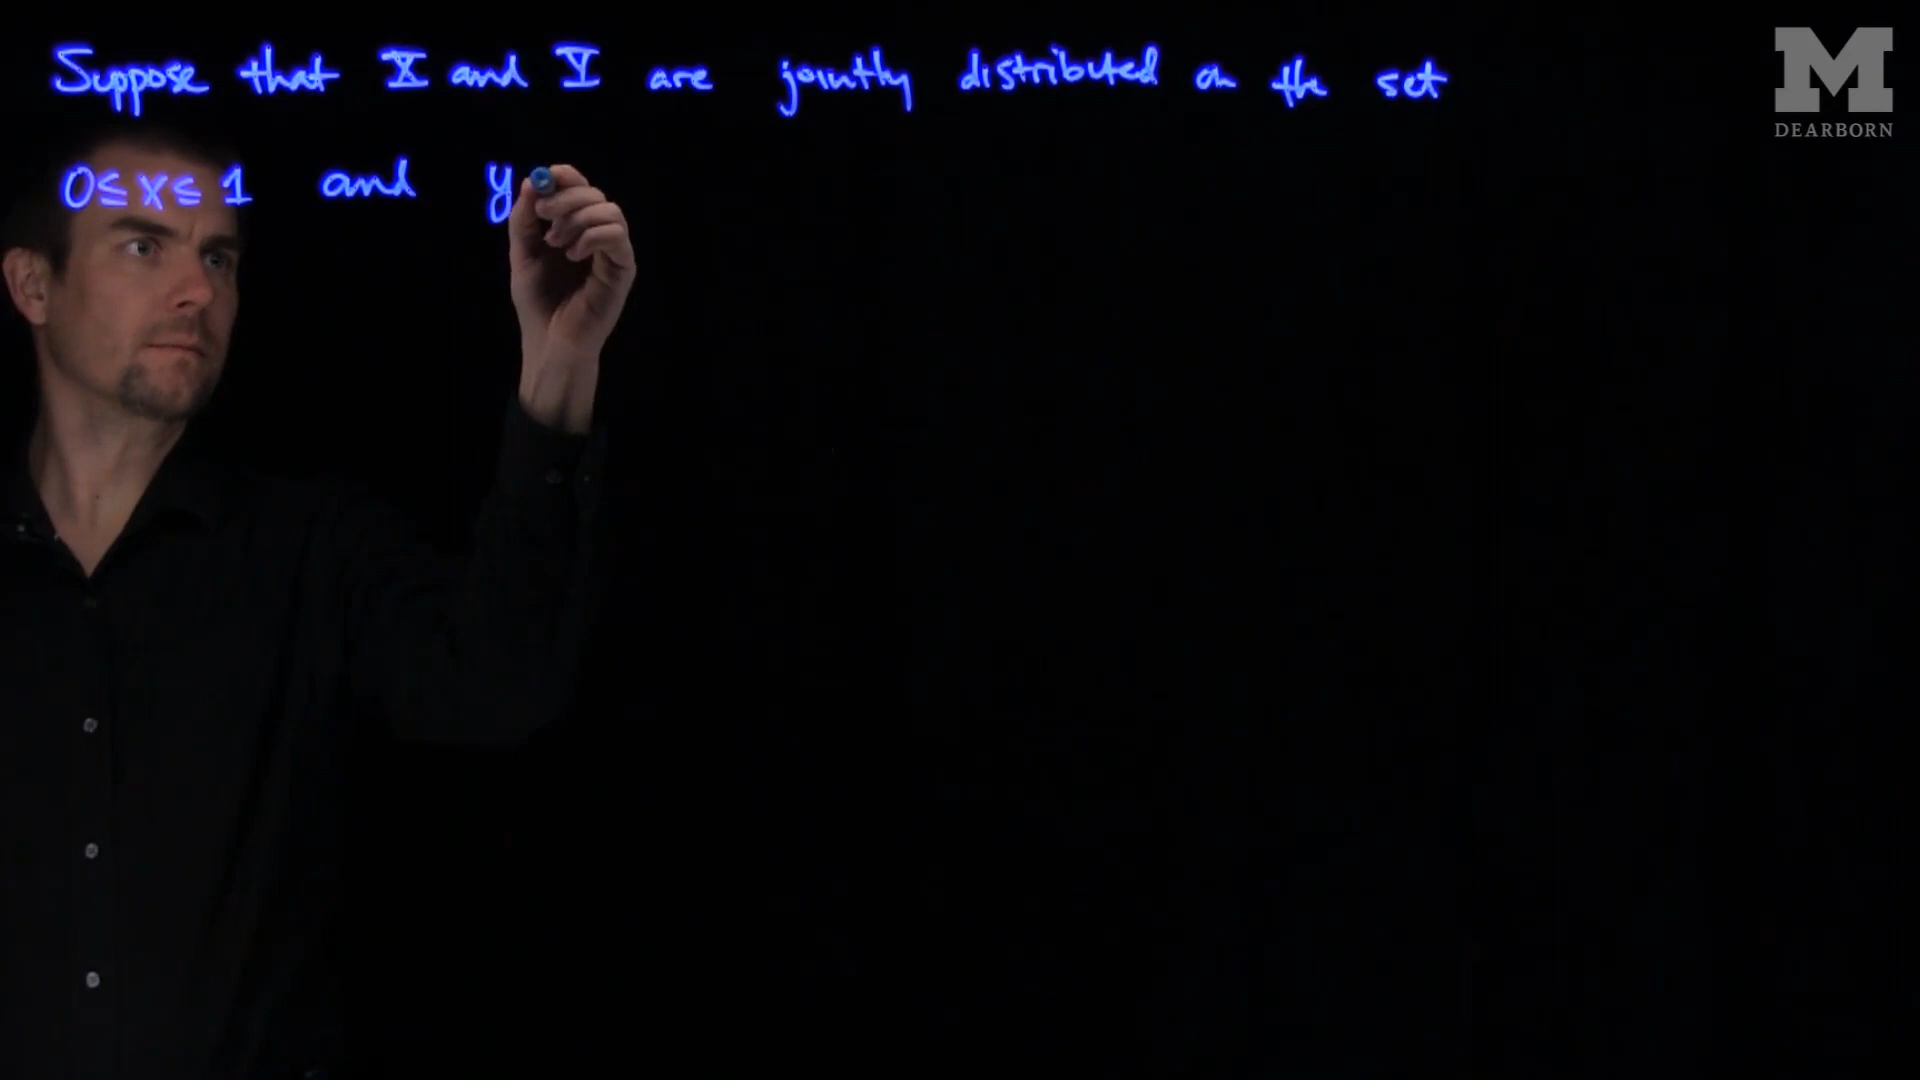 Suppose that X and Y are jointly distributed on the set
0 ≤ x ≤ 1 and y
M
DEARBORN